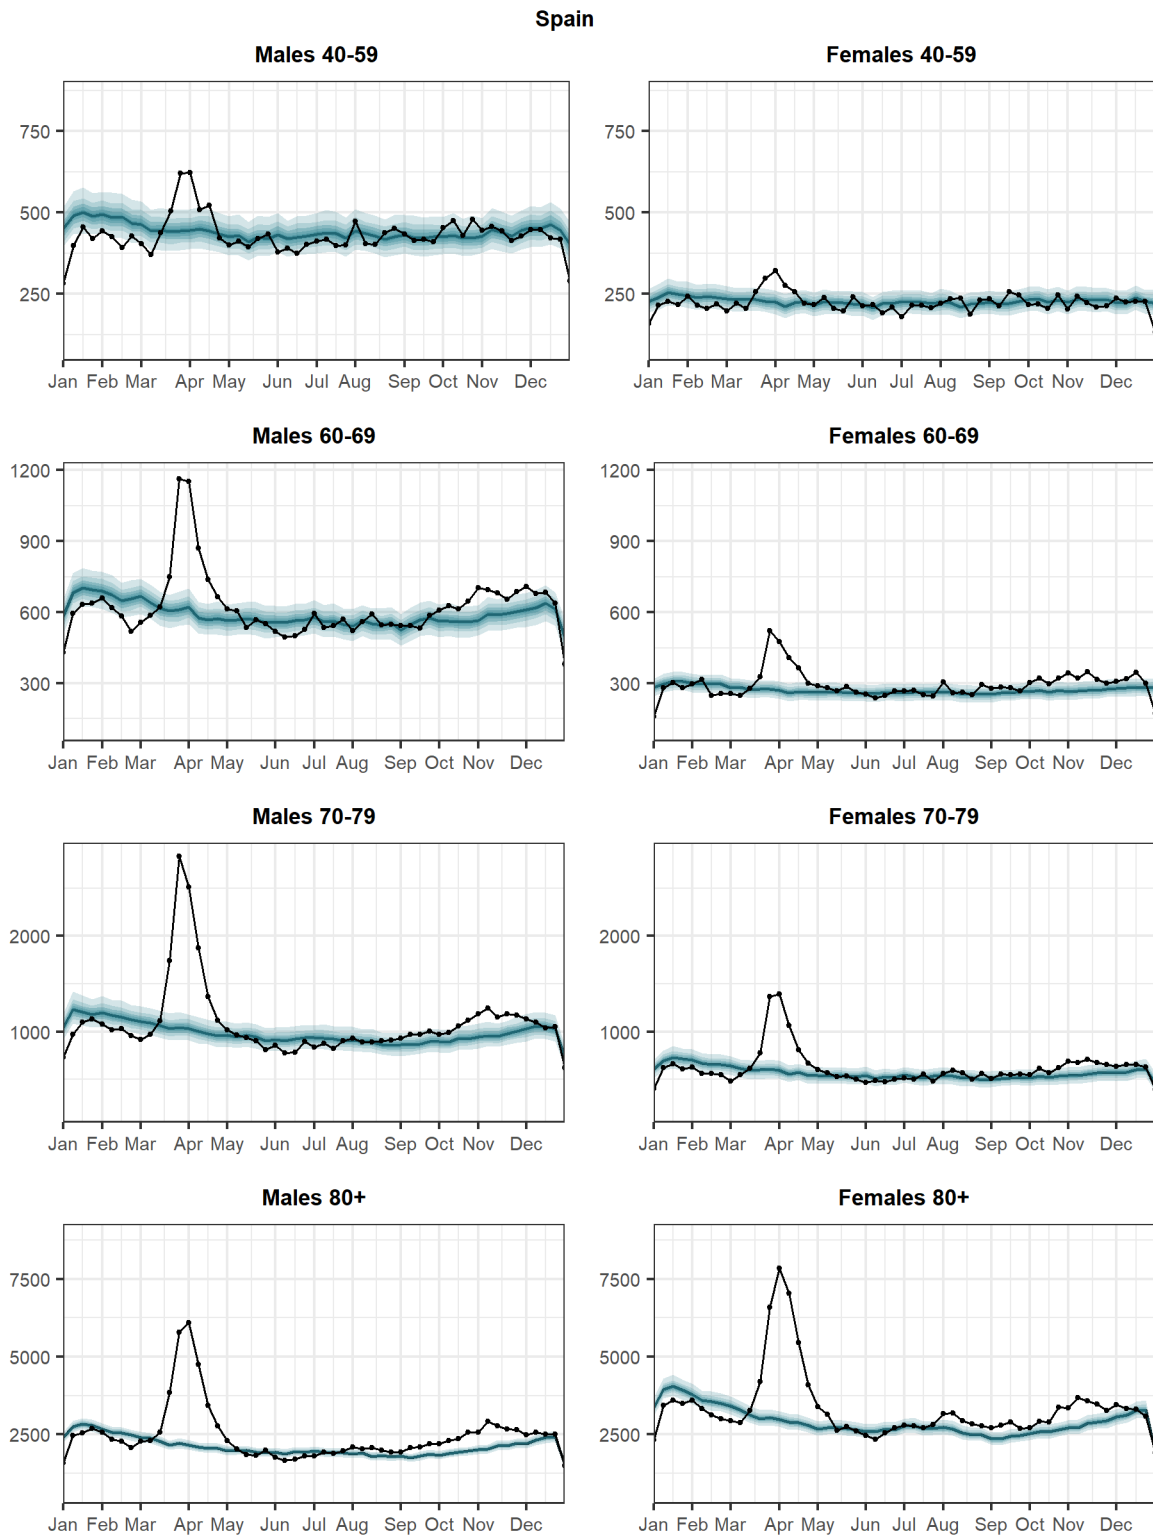 Spain
Males 40-59
Females 40-59
750
500
250
Jan Feb Mar Apr May Jun Jul Aug Sep Oct Nov Dec
750
500
250
Jan Feb Mar Apr May Jun Jul Aug Sep Oct Nov Dec
Males 60-69
Females 60-69
1200
900
600
300
Jan Feb Mar Apr May Jun Jul Aug Sep Oct Nov Dec
1200
900
600
300
Jan Feb Mar Apr May Jun Jul Aug Sep Oct Nov Dec
Males 70-79
Females 70-79
2000
1000
Jan Feb Mar Apr May Jun Jul Aug Sep Oct Nov Dec
2000
1000
Jan Feb Mar Apr May Jun Jul Aug Sep Oct Nov Dec
Males 80+
Females 80+
7500
5000
2500
Jan Feb Mar Apr May Jun Jul Aug Sep Oct Nov Dec
7500
5000
2500
Jan Feb Mar Apr May Jun Jul Aug Sep Oct Nov Dec